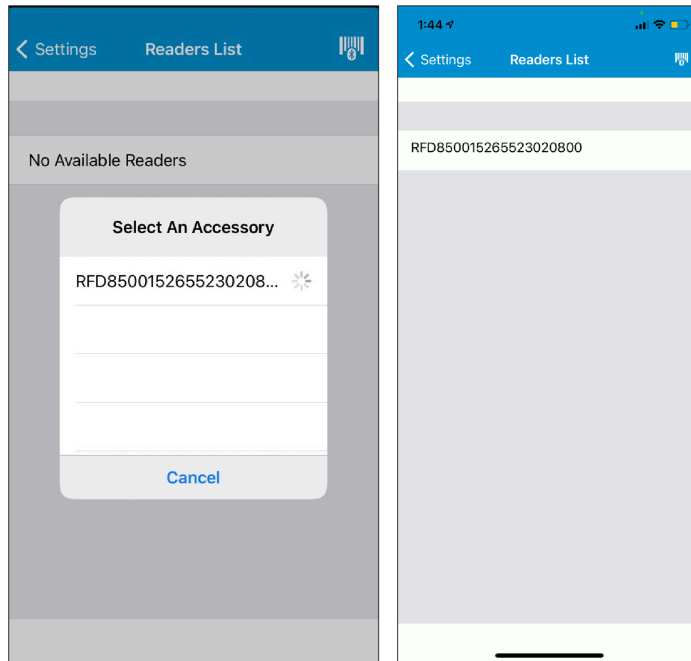 Settings Readers List
No Available Readers
Select An Accessory
RFD8500152655230208...
Cancel
1:44
Settings Readers List
RFD850015265523020800